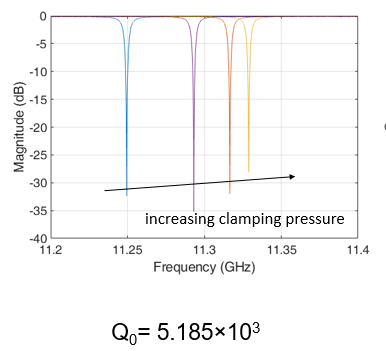 0
-5
-10
-15
-20
-25
-30
-35
-40
Magnitude (dB)
increasing clamping pressure
11.2 11.25 11.3 11.35 11.4
Frequency (GHz)
Q₀= 5.185×10³